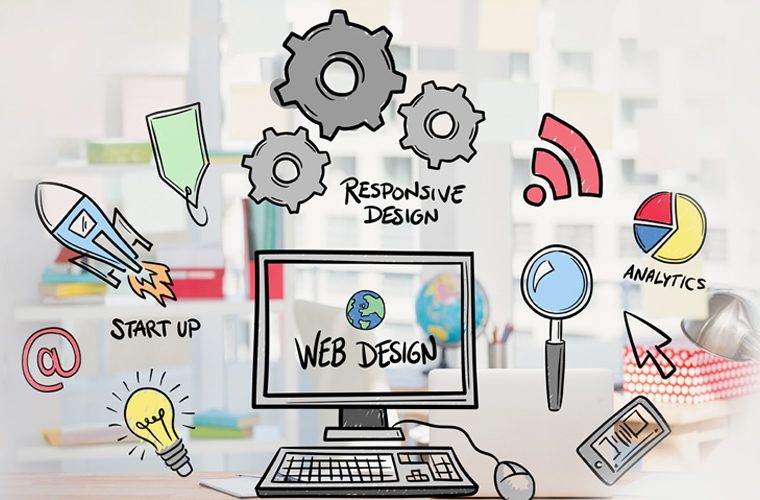 RESPONSIVE
DESIGN
ANALYTICS
START UP
WEB DESIGN
@